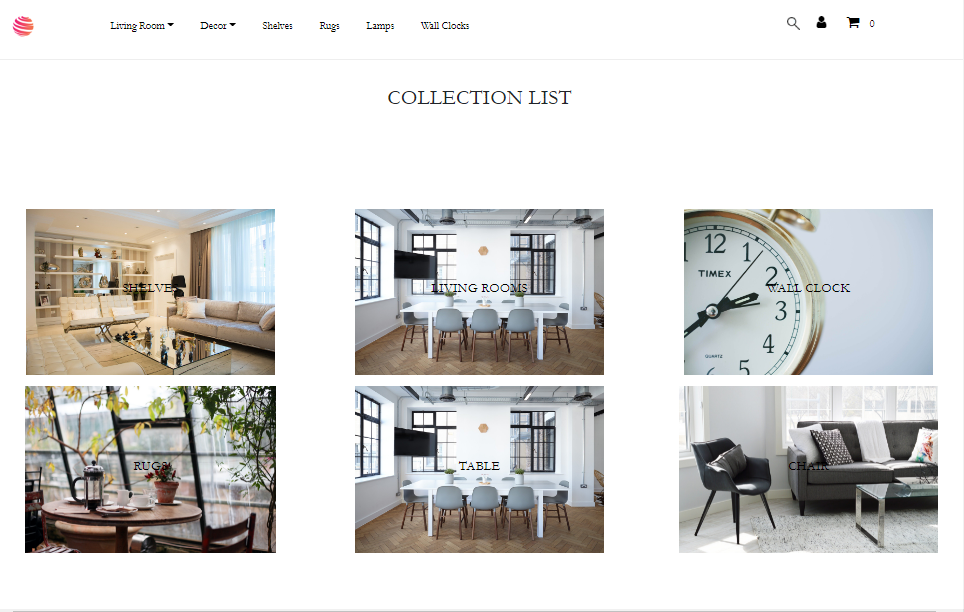 Living Room Decor Shelves Rugs Lamps Wall Clocks 0
COLLECTION LIST
SHELVES LIVING ROOMS WALL CLOCK
12
1
2
3
4
5
TIMEX
QUARTZ
RUGS TABLE CHAIR